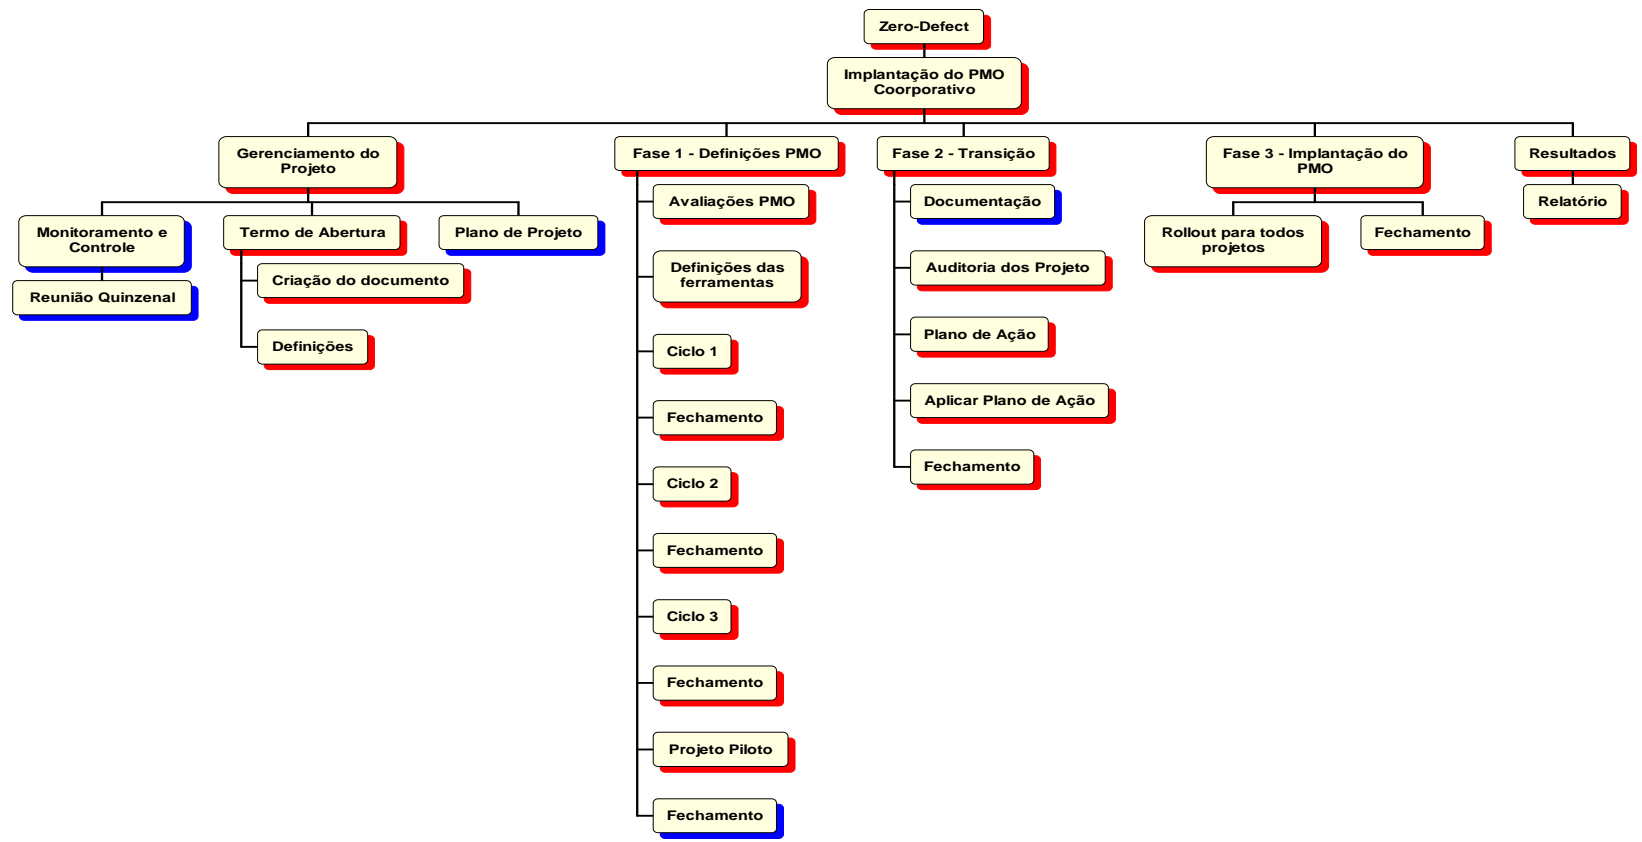 Zero-Defect
Implantação do PMO
Coorporativo
Gerenciamento do
Projeto
Monitoramento e
Controle
Reunião Quinzenal
Termo de Abertura
Criação do documento
Definições
Plano de Projeto
Fase 1 - Definições PMO
Avaliações PMO
Definições das
ferramentas
Ciclo 1
Fechamento
Ciclo 2
Fechamento
Ciclo 3
Fechamento
Projeto Piloto
Fechamento
Fase 2 - Transição
Documentação
Auditoria dos Projeto
Plano de Ação
Aplicar Plano de Ação
Fechamento
Fase 3 - Implantação do
PMO
Rollout para todos
projetos
Fechamento
Resultados
Relatório